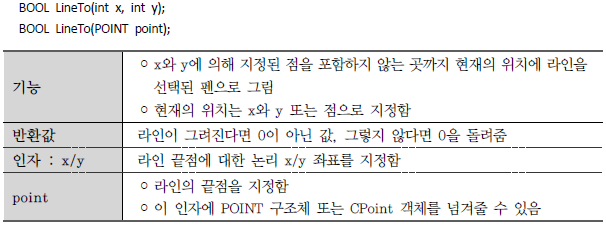 BOOL LineTo(int x, int y);
BOOL LineTo(POINT point);
기능
○ x와 y에 의해 지정된 점을 포함하지 않는 곳까지 현재의 위치에 라인을
선택된 펜으로 그림
○ 현재의 위치는 x와 y 또는 점으로 지정함
반환값
라인이 그려진다면 0이 아닌 값, 그렇지 않다면 0을 돌려줌
인자 : x/y
라인 끝점에 대한 논리 x/y 좌표를 지정함
point
○ 라인의 끝점을 지정함
○ 이 인자에 POINT 구조체 또는 CPoint 객체를 넘겨줄 수 있음